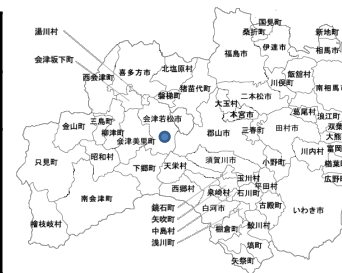 国見町
桑折町
新地町
湯川村
伊達市
相馬市
北塩原村
福島市
会津坂下町
喜多方市
飯舘村
西会津町
猪苗代町
川俣町
南相馬
磐梯町
二本松市
大玉村
葛尾村
会津若松市
本宮市
浪江町
三島町
双葉
金山町
柳津町
郡山市
三春町
田村市
大熊
会津美里町
富岡
昭和村
川内村
只見町
天栄村
須賀川市
小野町
楢葉
下郷町
広野
玉川村
西郷村
泉崎村
平田村
石川町
南会津町
鏡石町
白河市
古殿町
いわき市
矢吹町
檜枝岐村
中島村
棚倉町
鮫川村
浅川町
塙町
矢祭町